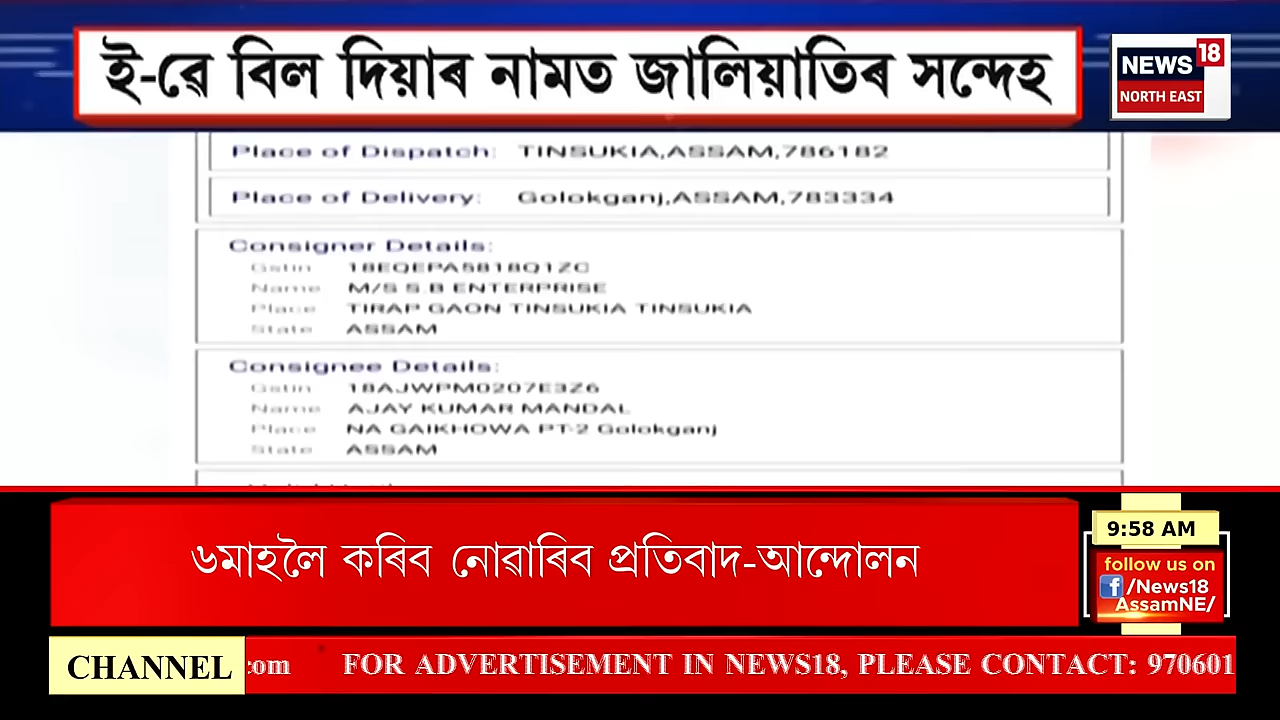 ই-ৱে বিল দিয়াৰ নামত জালিয়াতিৰ সন্দেহ
NEWS 18
NORTH EAST
Place of Dispatch: TINSUKIA,ASSAM,786182
Place of Delivery: Golokganj,ASSAM,783334
Consigner Details:
Gstin 18EQEPA5818Q1ZC
Name M/S S.B ENTERPRISE
Place TIRAP GAON TINSUKIA TINSUKIA
State ASSAM
Consignee Details:
Gstin 18AJWPM0207E3Z6
Name AJAY KUMAR MANDAL
Place NA GAIKHOWA PT-2 Golokganj
State ASSAM
৬মাহলৈ কৰিব নোৱাৰিব প্ৰতিবাদ-আন্দোলন
9:58 AM
follow us on
f/News18
AssamNE/
CHANNEL :com FOR ADVERTISEMENT IN NEWS18, PLEASE CONTACT: 970601